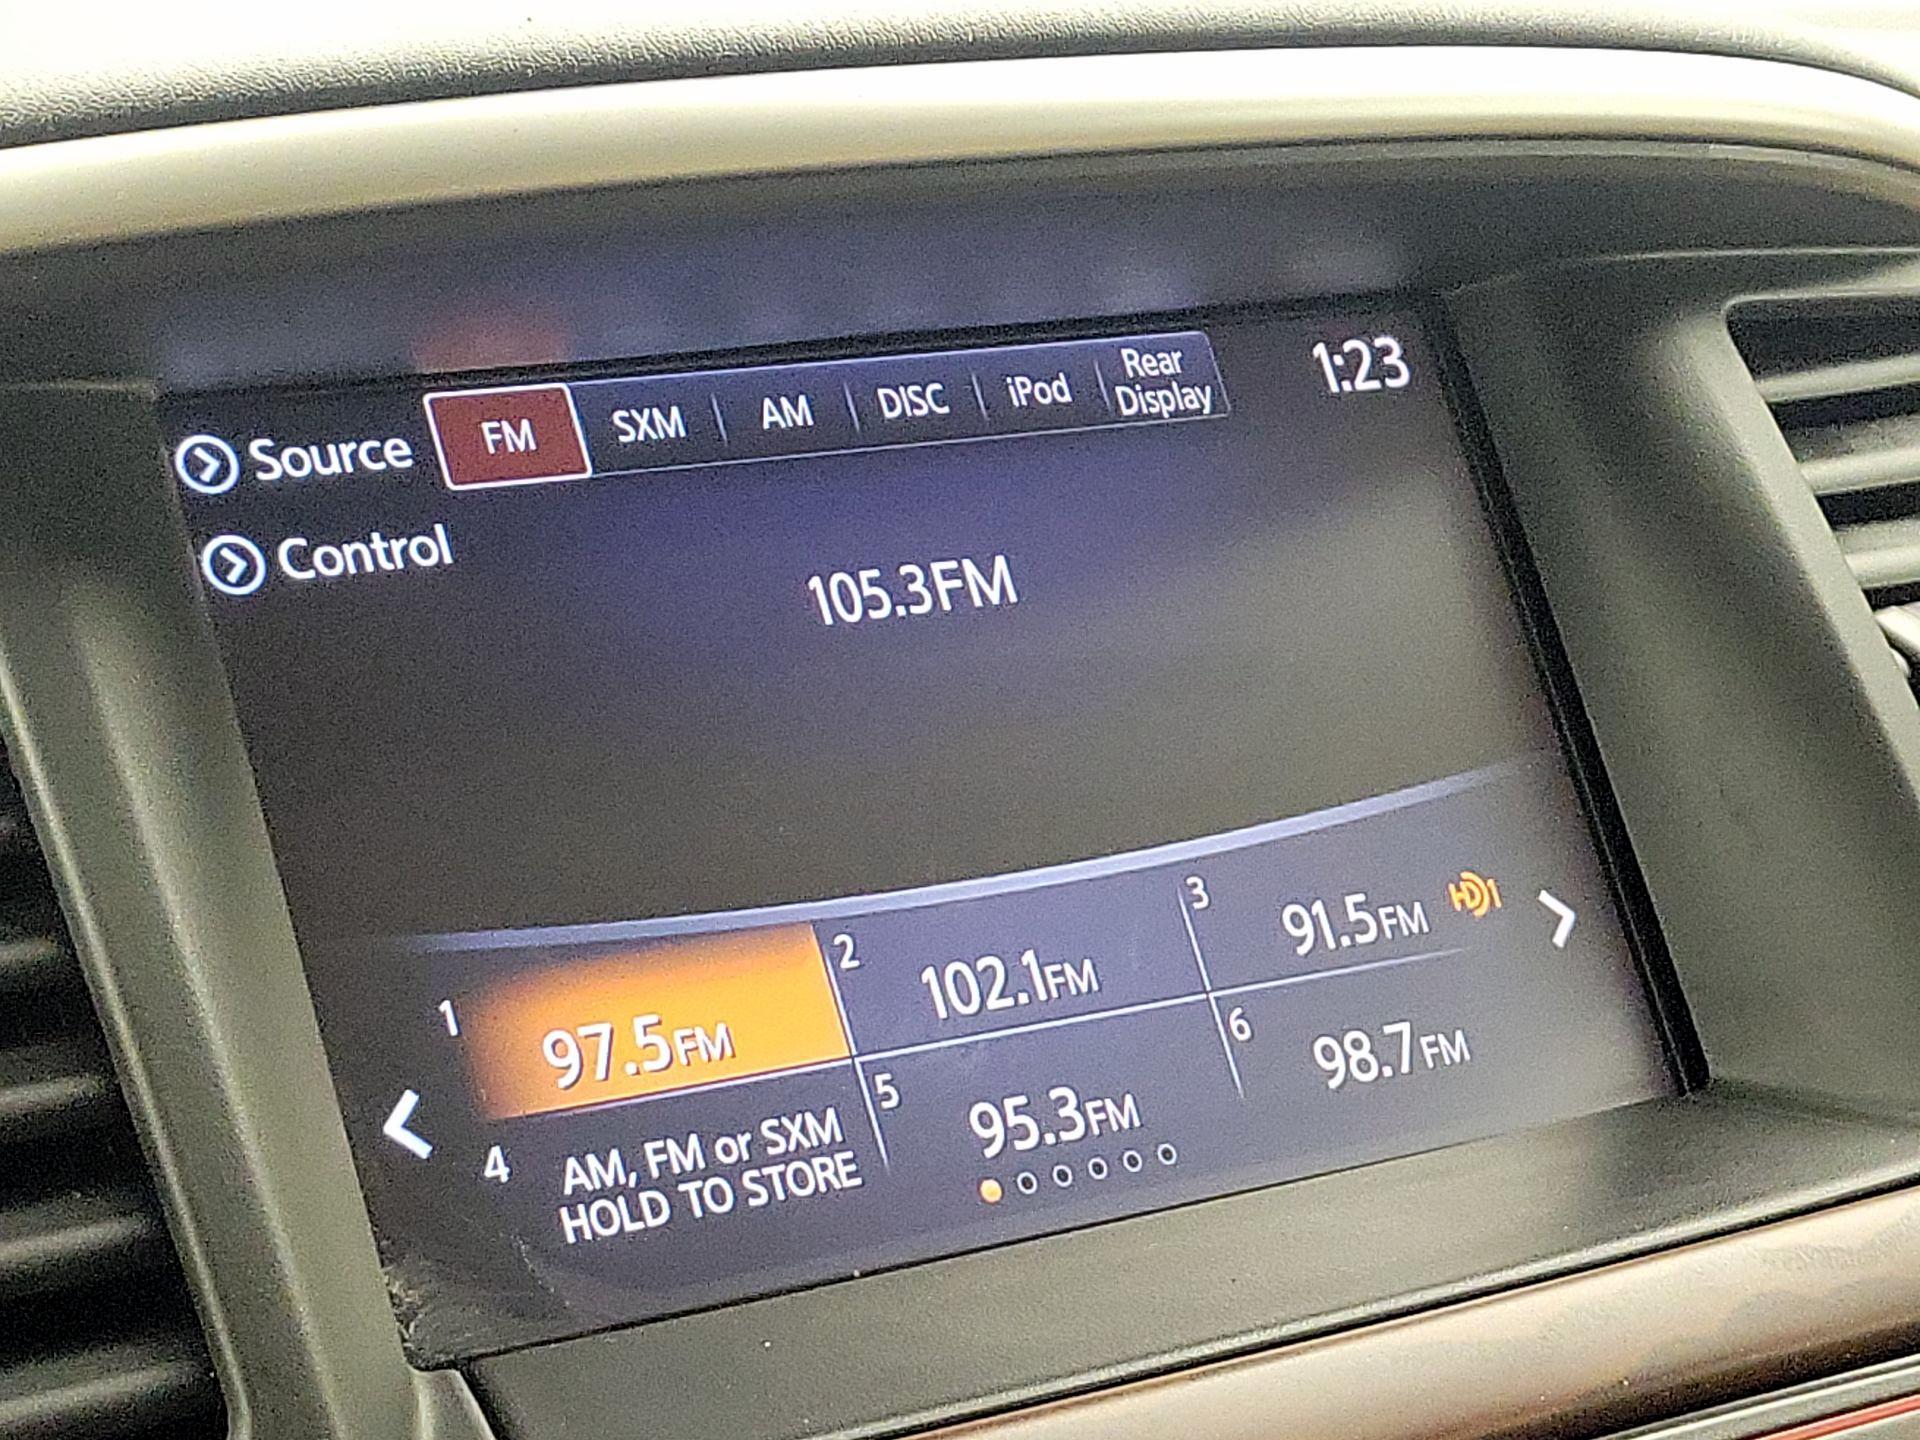 Source FM SXM AM DISC iPod Rear Display 1:23
Control
105.3FM
1 97.5FM 2 102.1FM 3 91.5FM HD1
4 AM, FM or SXM HOLD TO STORE 5 95.3FM 6 98.7FM